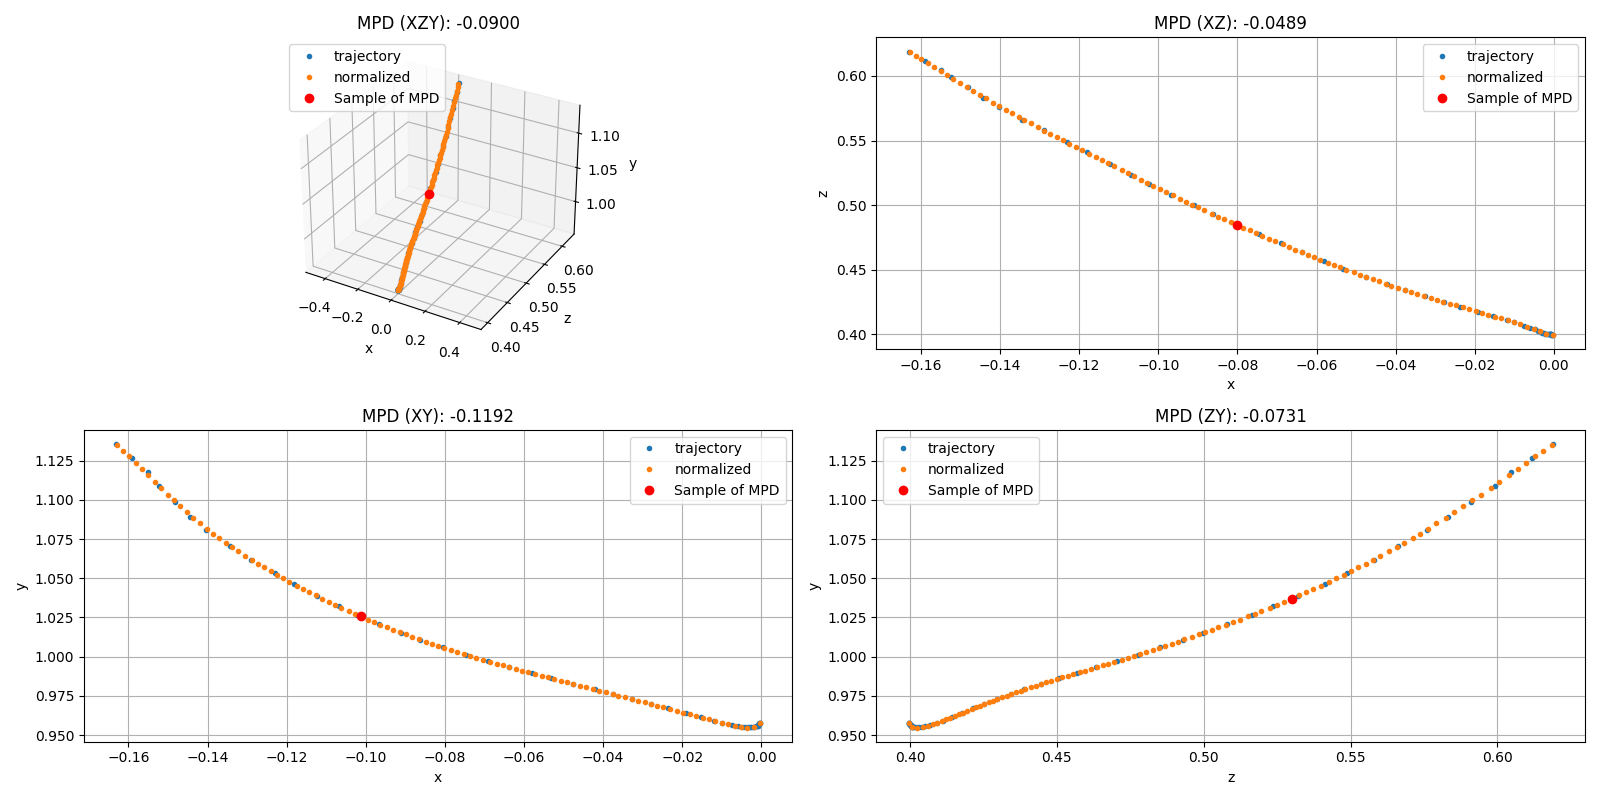 MPD (XZY): -0.0900
trajectory
normalized
Sample of MPD
1.10
1.05
1.00
y
0.60
0.55
0.50
0.45
0.40
z
−0.4
−0.2
0.0
0.2
0.4
x
MPD (XZ): -0.0489
trajectory
normalized
Sample of MPD
0.60
0.55
0.50
0.45
0.40
z
−0.16 −0.14 −0.12 −0.10 −0.08 −0.06 −0.04 −0.02 0.00
x
MPD (XY): -0.1192
trajectory
normalized
Sample of MPD
1.125
1.100
1.075
1.050
1.025
1.000
0.975
0.950
y
−0.16 −0.14 −0.12 −0.10 −0.08 −0.06 −0.04 −0.02 0.00
x
MPD (ZY): -0.0731
trajectory
normalized
Sample of MPD
1.125
1.100
1.075
1.050
1.025
1.000
0.975
0.950
y
0.40 0.45 0.50 0.55 0.60
z